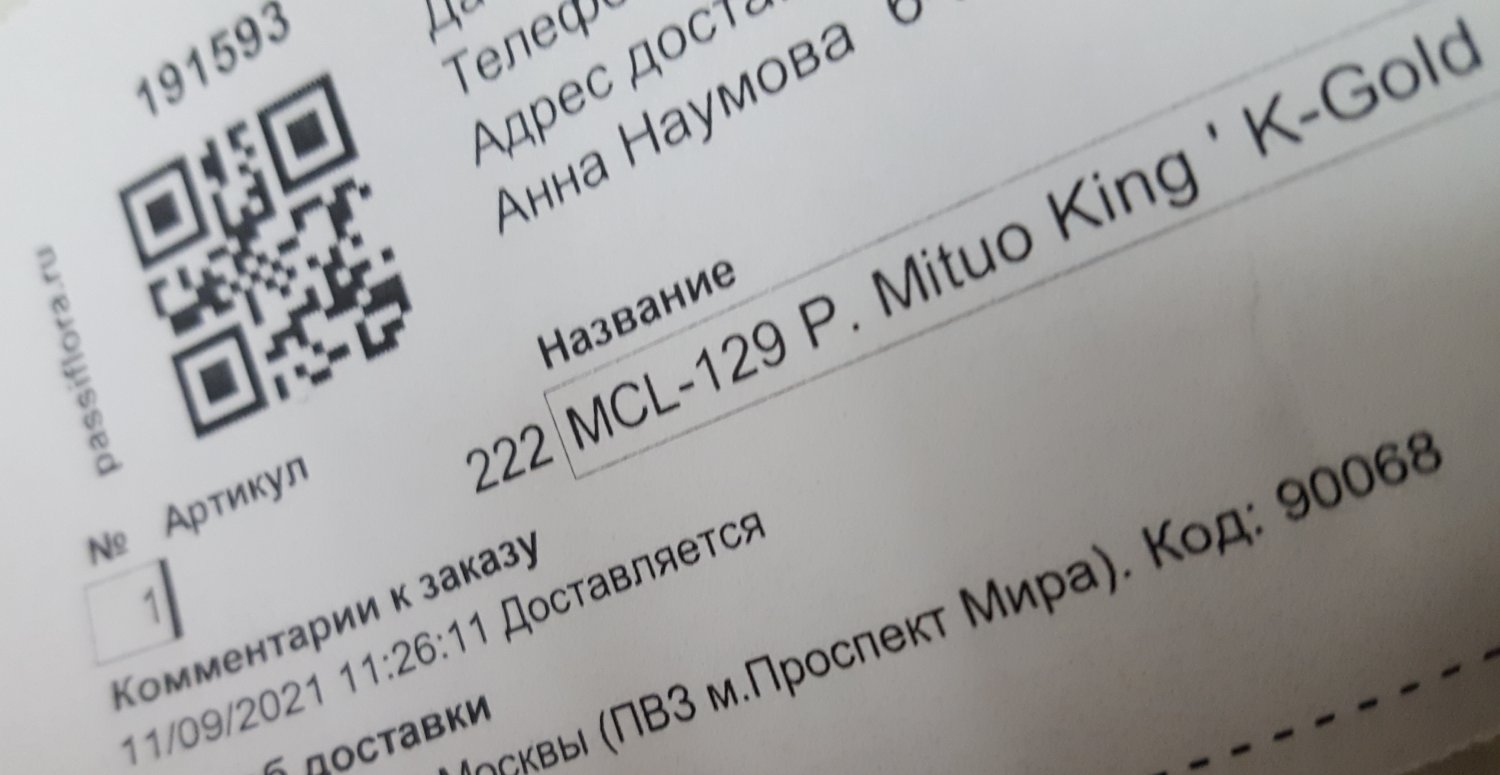 191593
passiflora.ru
Телефо
Адрес доста
Анна Наумова
№ Артикул
Название
1
222 MCL-129 P. Mituo King ' K-Gold
Комментарии к заказу
11/09/2021 11:26:11 Доставляется
доставки
Москвы (ПВЗ м.Проспект Мира). Код: 90068